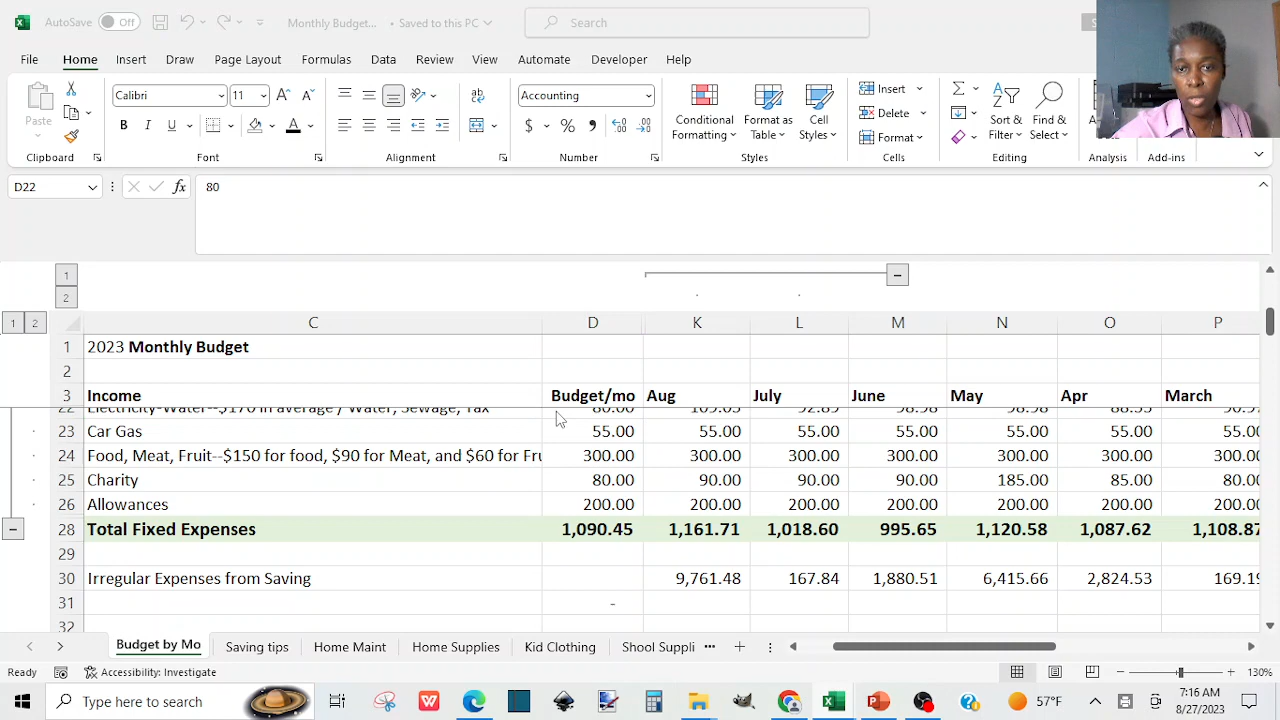 AutoSave Off Monthly Budget... • Saved to this PC Search
File Home Insert Draw Page Layout Formulas Data Review View Automate Developer Help
Paste Calibri 11 Accounting Conditional Formatting Format as Table Cell Styles Insert Delete Format Sort & Filter Find & Select
Clipboard Font Alignment Number Styles Cells Editing Analysis Add-ins
D22 fx 80
1
2
1 2 C D K L M N O P
1 2023 Monthly Budget
2
3 Income Budget/mo Aug July June May Apr March
22 Electricity-Water--$170 in average / Water, Sewage, Tax 80.00 109.03 92.89 98.98 98.98 88.55
23 Car Gas 55.00 55.00 55.00 55.00 55.00 55.00 55.00
24 Food, Meat, Fruit--$150 for food, $90 for Meat, and $60 for Fru 300.00 300.00 300.00 300.00 300.00 300.00 300.00
25 Charity 80.00 90.00 90.00 90.00 185.00 85.00 80.00
26 Allowances 200.00 200.00 200.00 200.00 200.00 200.00 200.00
28 Total Fixed Expenses 1,090.45 1,161.71 1,018.60 995.65 1,120.58 1,087.62 1,108.87
29
30 Irregular Expenses from Saving 9,761.48 167.84 1,880.51 6,415.66 2,824.53 169.19
31 -
32
Budget by Mo Saving tips Home Maint Home Supplies Kid Clothing Shool Suppli ...
Ready Accessibility: Investigate 130%
Type here to search 57°F 7:16 AM
8/27/2023